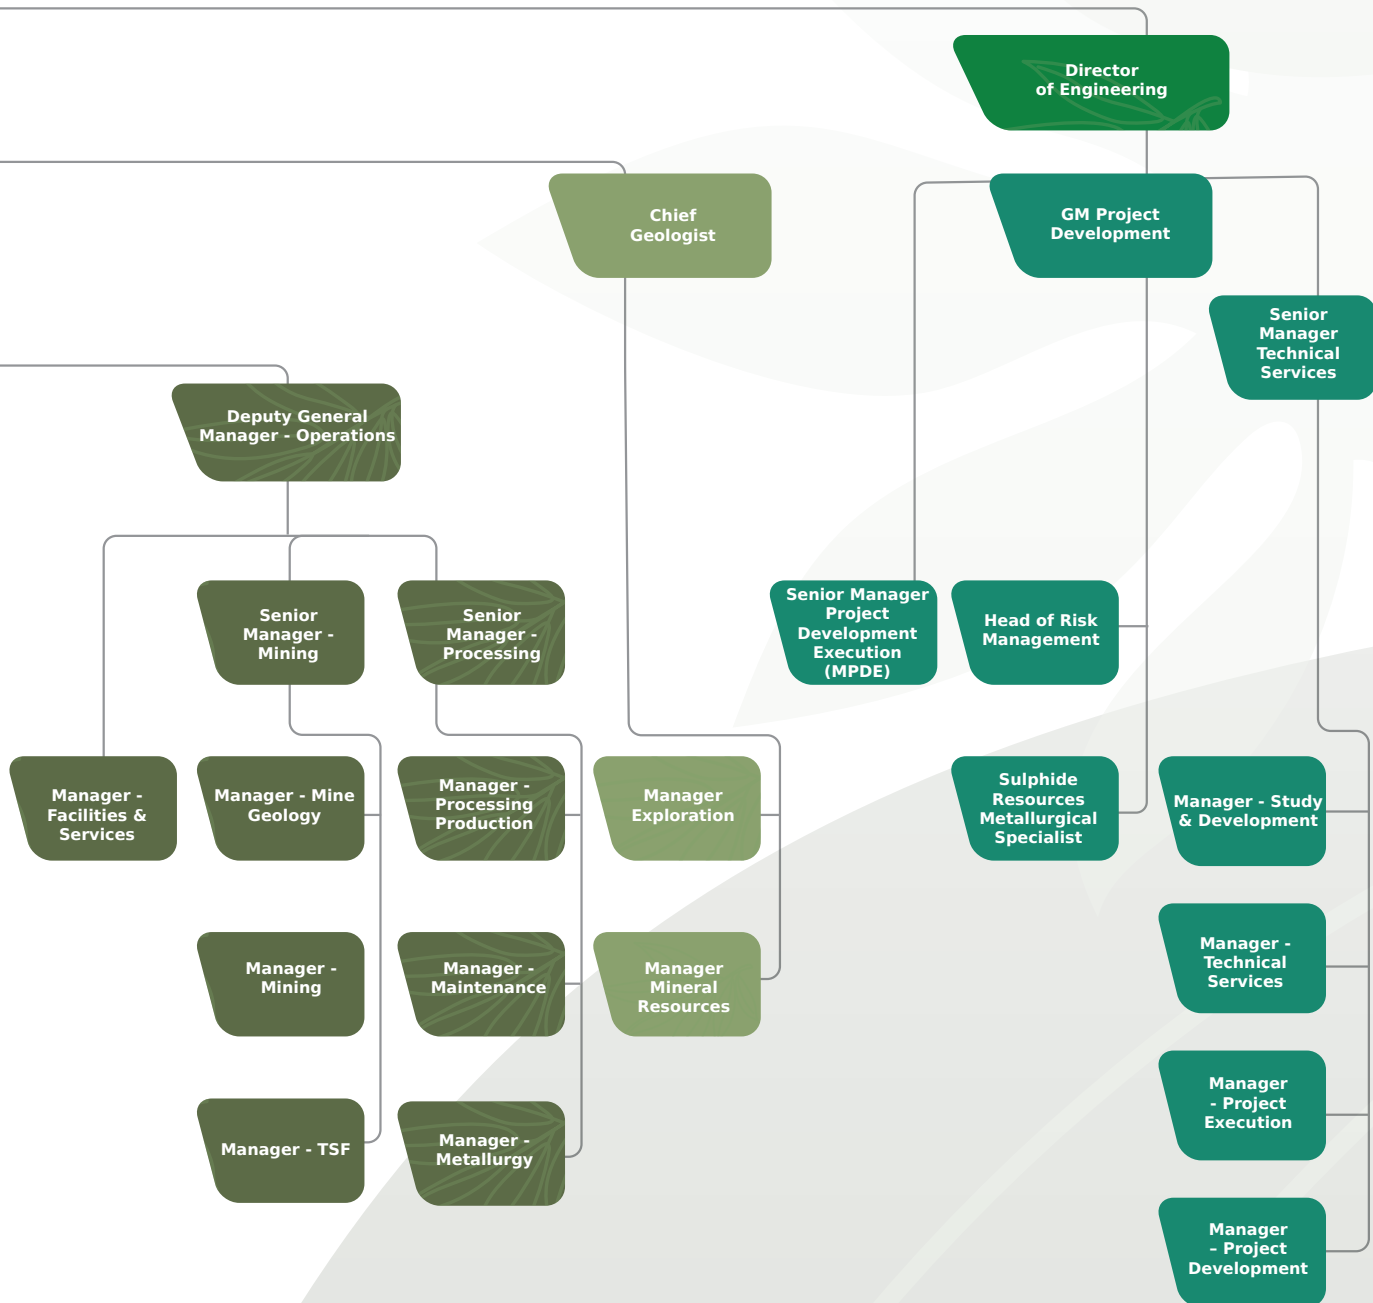 Director
of Engineering
Chief
Geologist
GM Project
Development
Senior
Manager
Technical
Services
Deputy General
Manager - Operations
Senior
Manager -
Mining
Senior
Manager -
Processing
Senior Manager
Project
Development
Execution
(MPDE)
Head of Risk
Management
Manager -
Facilities &
Services
Manager - Mine
Geology
Manager -
Processing
Production
Manager
Exploration
Sulphide
Resources
Metallurgical
Specialist
Manager - Study
& Development
Manager -
Mining
Manager -
Maintenance
Manager
Mineral
Resources
Manager -
Technical
Services
Manager - TSF
Manager -
Metallurgy
Manager
- Project
Execution
Manager
– Project
Development